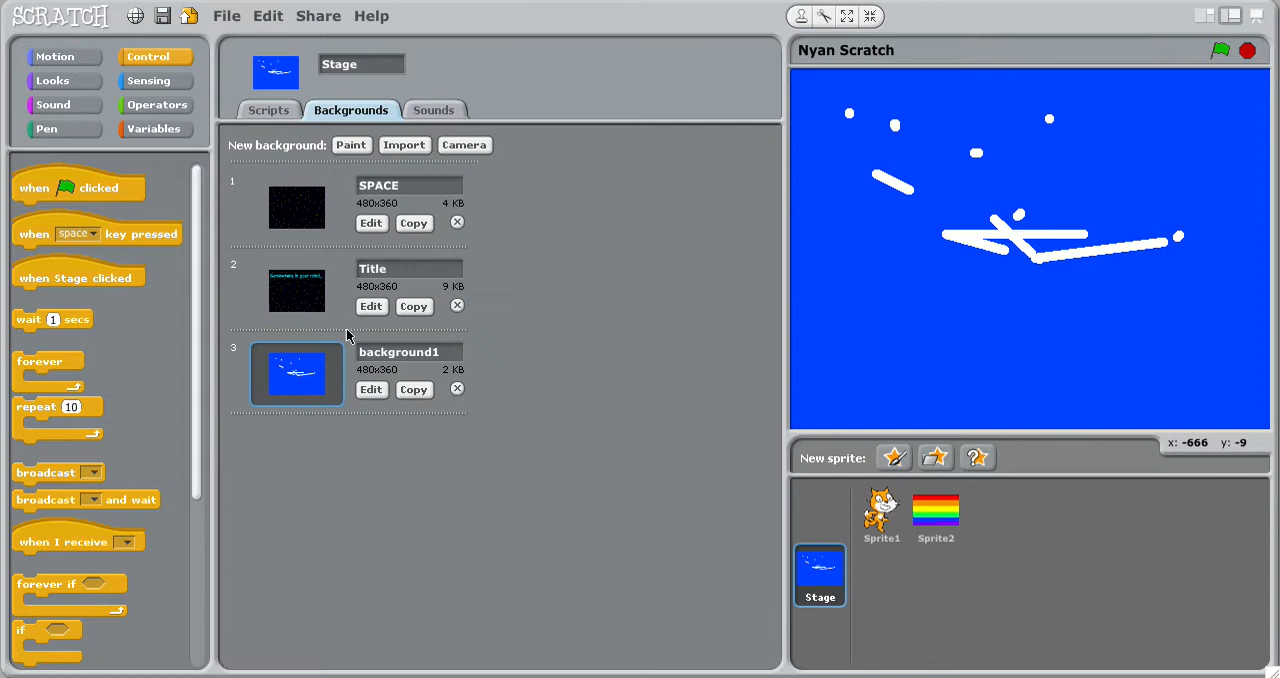 SCRATCH File Edit Share Help
Motion Control
Looks Sensing
Sound Operators
Pen Variables
when clicked
when space key pressed
when Stage clicked
wait 1 secs
forever
repeat 10
broadcast
broadcast and wait
when I receive
forever if
if
Stage
Scripts Backgrounds Sounds
New background: Paint Import Camera
1 SPACE
480x360 4 KB
Edit Copy
2 Title
Somewhere in your mind,
480x360 9 KB
Edit Copy
3 background1
480x360 2 KB
Edit Copy
Nyan Scratch
x: -666 y: -9
New sprite:
Sprite1 Sprite2
Stage